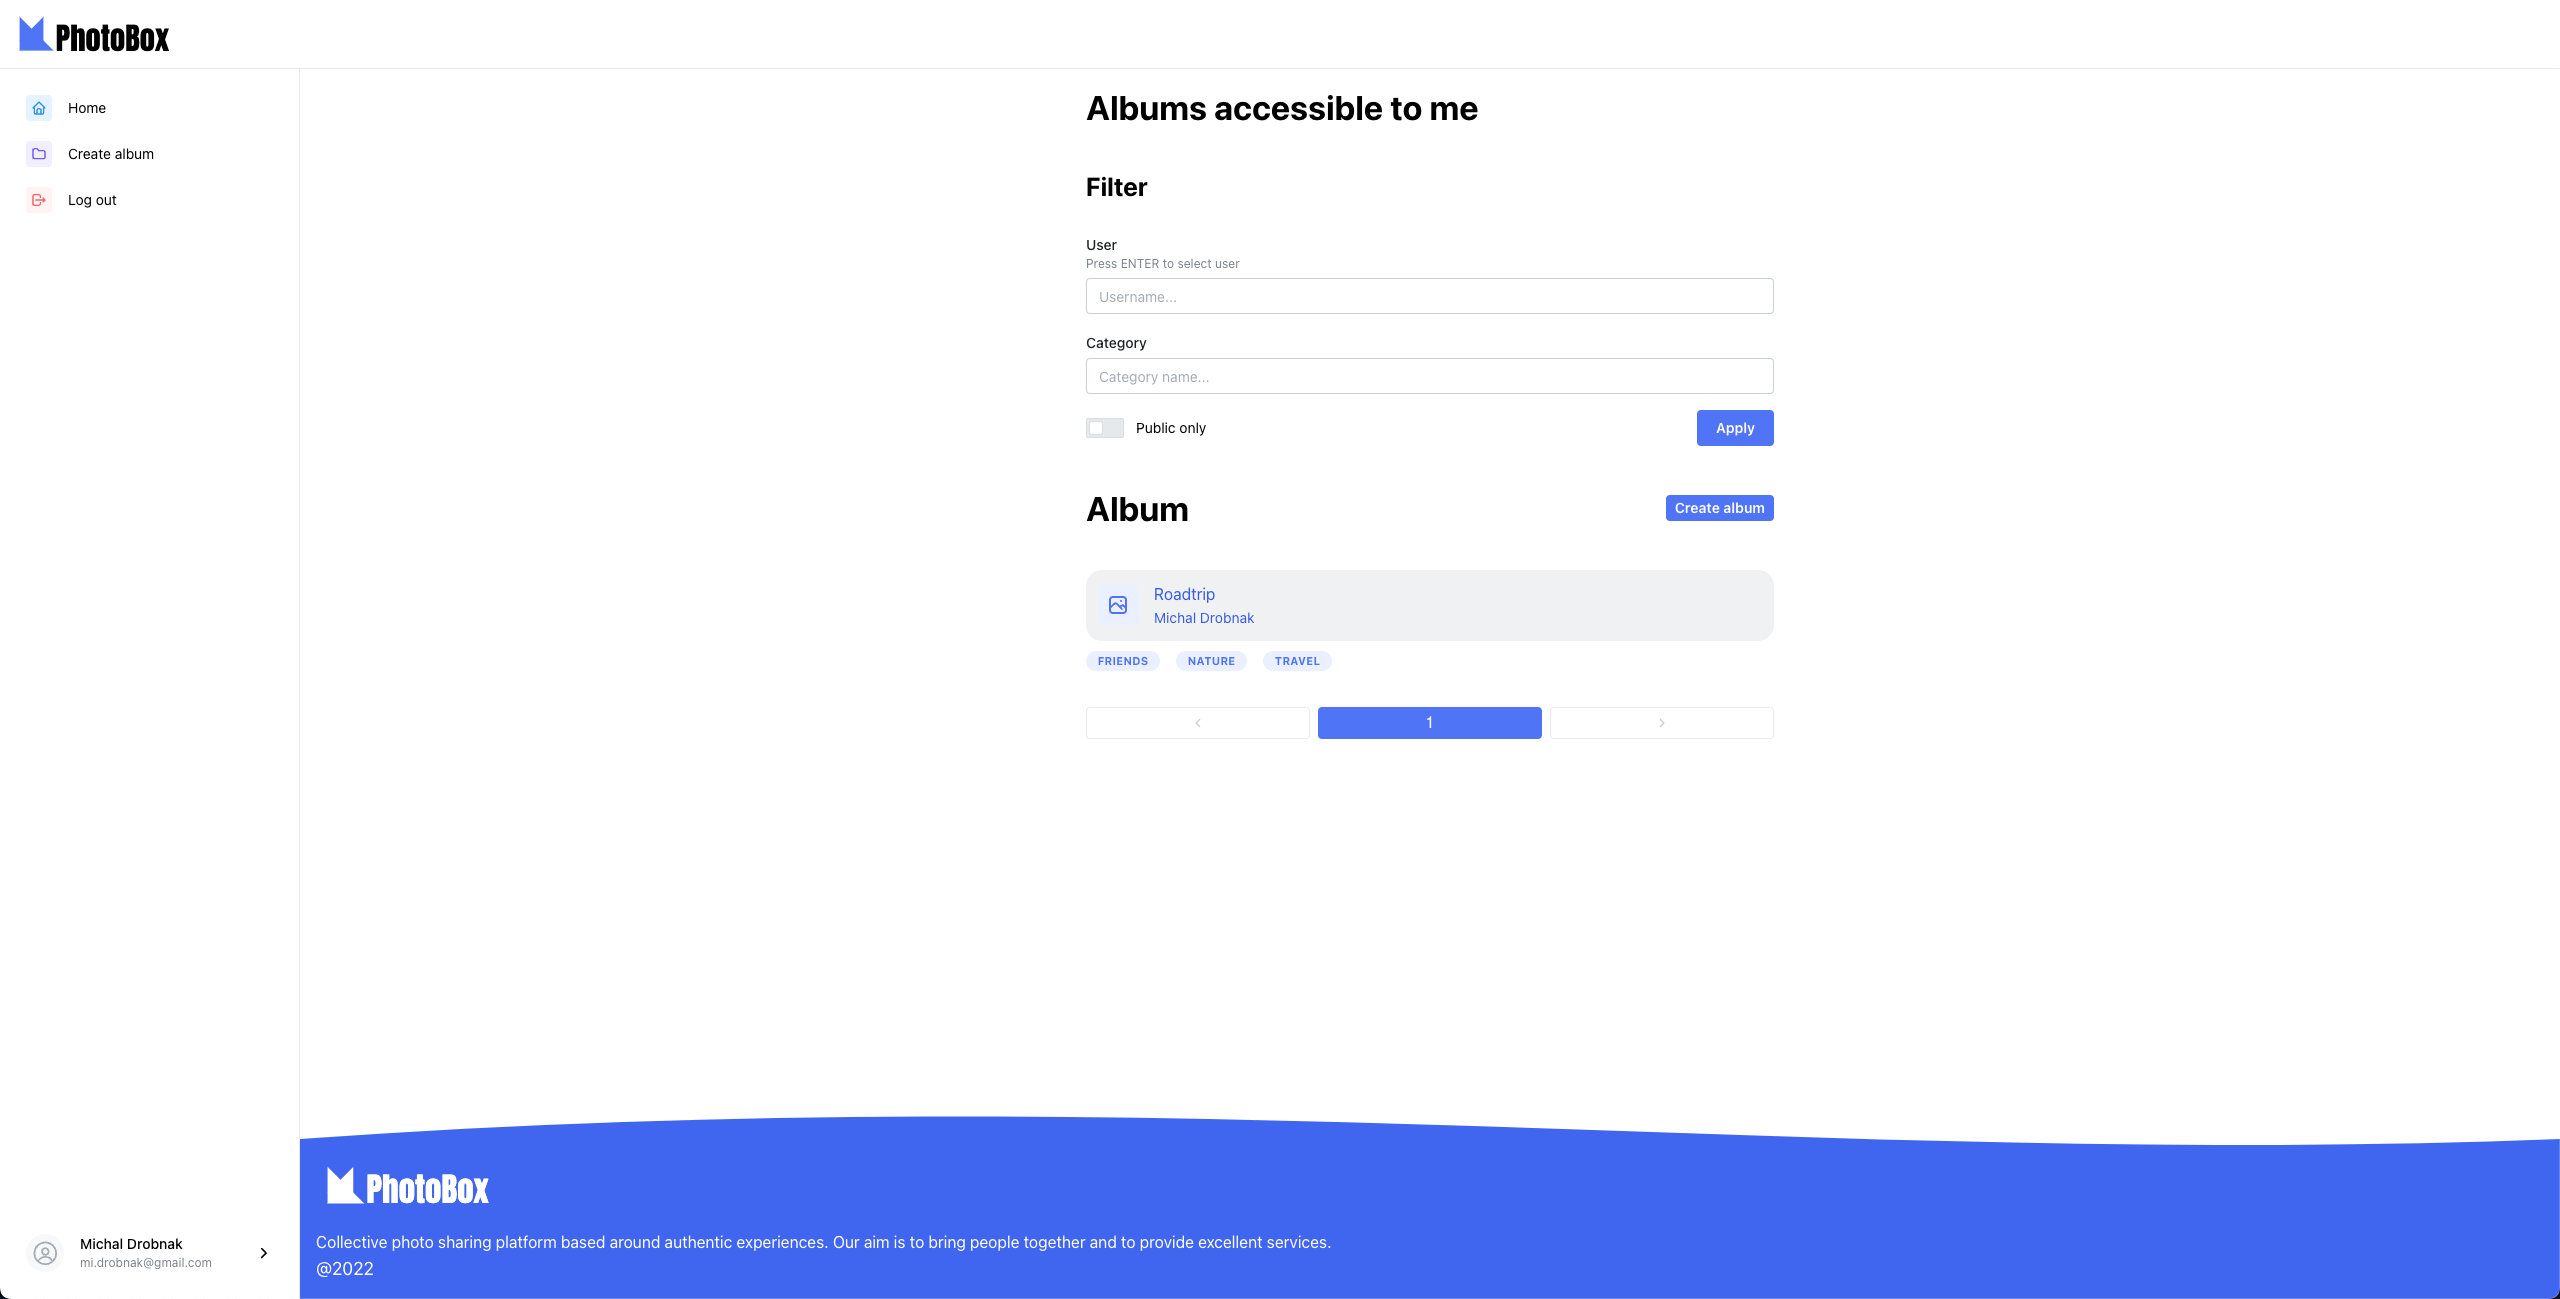 PhotoBox
Home
Create album
Log out
Albums accessible to me
Filter
User
Press ENTER to select user
Username...
Category
Category name...
Public only
Apply
Album
Create album
Roadtrip
Michal Drobnak
FRIENDS NATURE TRAVEL
1
PhotoBox
Collective photo sharing platform based around authentic experiences. Our aim is to bring people together and to provide excellent services.
@2022
Michal Drobnak
mi.drobnak@gmail.com